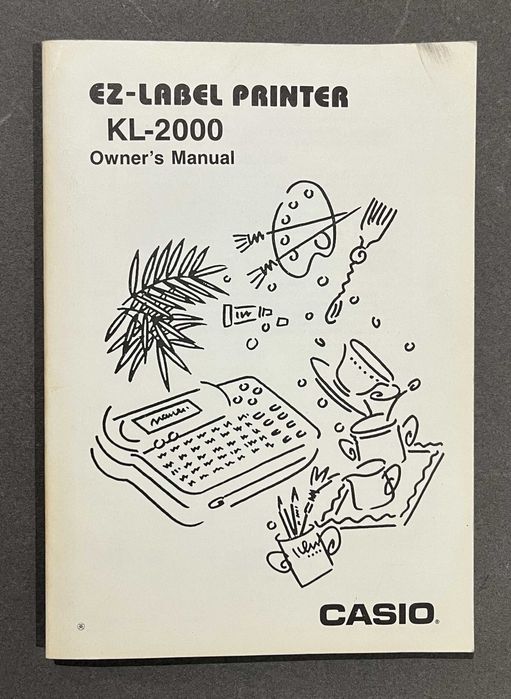 EZ-LABEL PRINTER
KL-2000
Owner's Manual
CASIO®